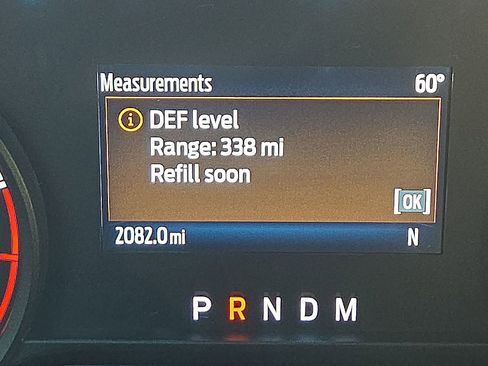 Measurements 60°
DEF level
Range: 338 mi
Refill soon
[OK]
2082.0 mi N
P R N D M